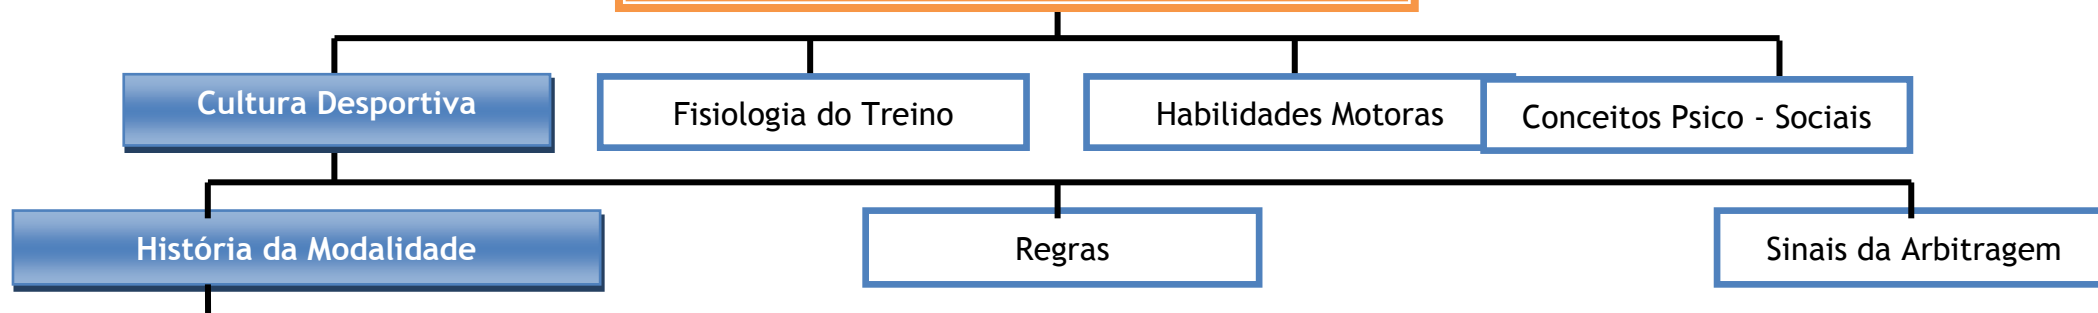 Cultura Desportiva
Fisiologia do Treino
Habilidades Motoras
Conceitos Psico - Sociais
História da Modalidade
Regras
Sinais da Arbitragem